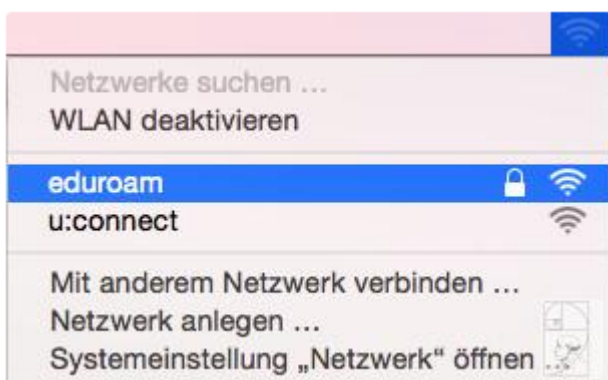 Netzwerke suchen ...
WLAN deaktivieren
eduroam
u:connect
Mit anderem Netzwerk verbinden ...
Netzwerk anlegen ...
Systemeinstellung „Netzwerk“ öffnen ...